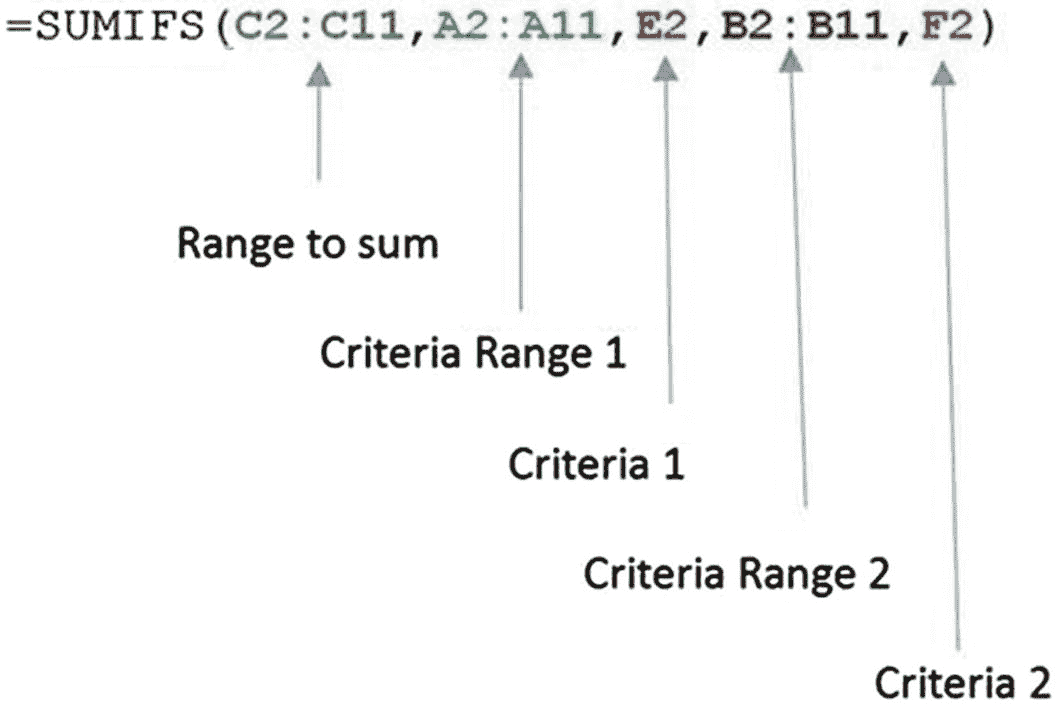 =SUMIFS(C2:C11,A2:A11,E2,B2:B11,F2)
Range to sum
Criteria Range 1
Criteria 1
Criteria Range 2
Criteria 2